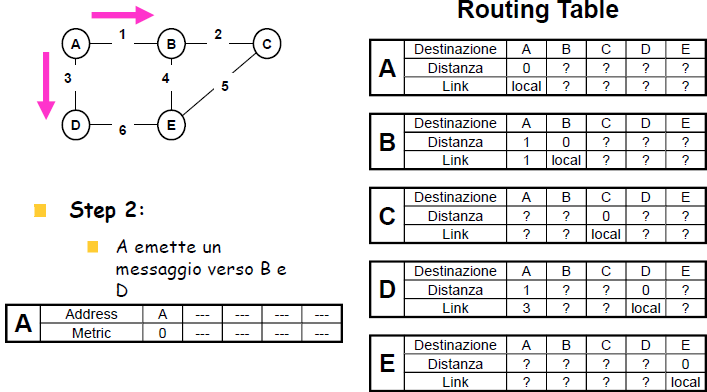 Routing Table
A 1 B 2 C
3 4 5
D 6 E
Step 2:
A emette un
messaggio verso B e
D
A
Address A --- --- --- ---
Metric 0 --- --- --- ---
A
Destinazione A B C D E
Distanza 0 ? ? ? ?
Link local ? ? ? ?
B
Destinazione A B C D E
Distanza 1 0 ? ? ?
Link 1 local ? ? ?
C
Destinazione A B C D E
Distanza ? ? 0 ? ?
Link ? ? local ? ?
D
Destinazione A B C D E
Distanza 1 ? ? 0 ?
Link 3 ? ? local ?
E
Destinazione A B C D E
Distanza ? ? ? ? 0
Link ? ? ? ? local